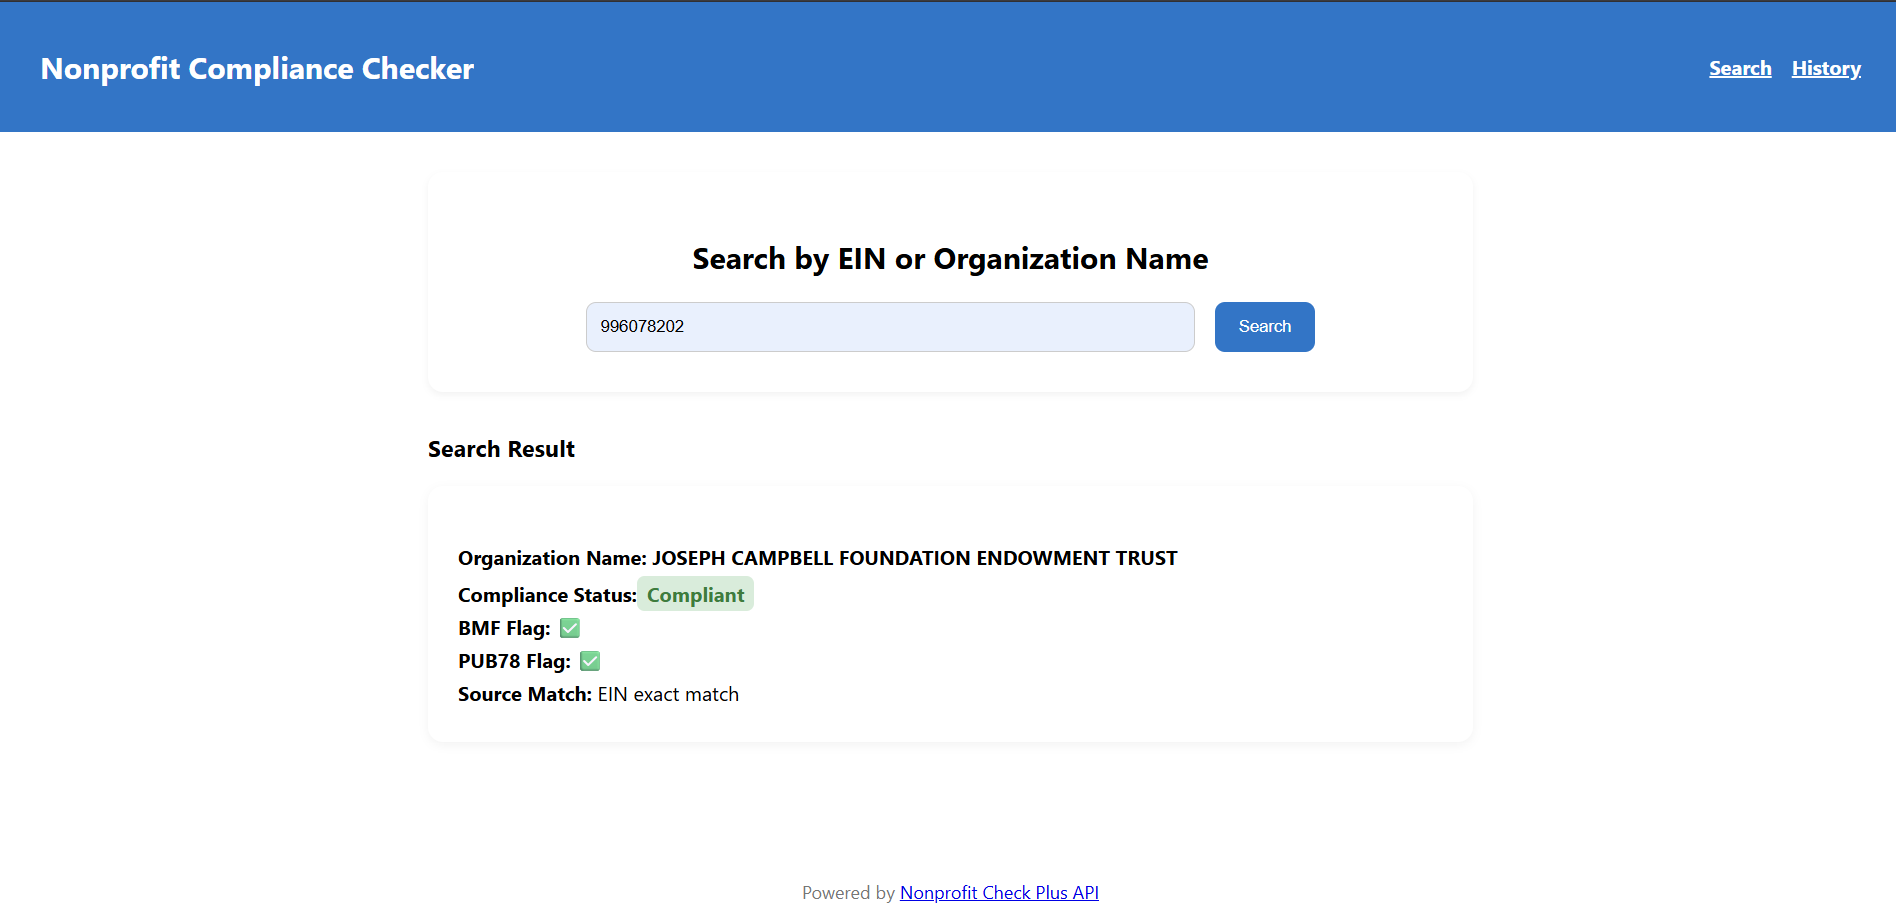 Nonprofit Compliance Checker
Search History
Search by EIN or Organization Name
996078202
Search
Search Result
Organization Name: JOSEPH CAMPBELL FOUNDATION ENDOWMENT TRUST
Compliance Status: Compliant
BMF Flag: ✅
PUB78 Flag: ✅
Source Match: EIN exact match
Powered by Nonprofit Check Plus API